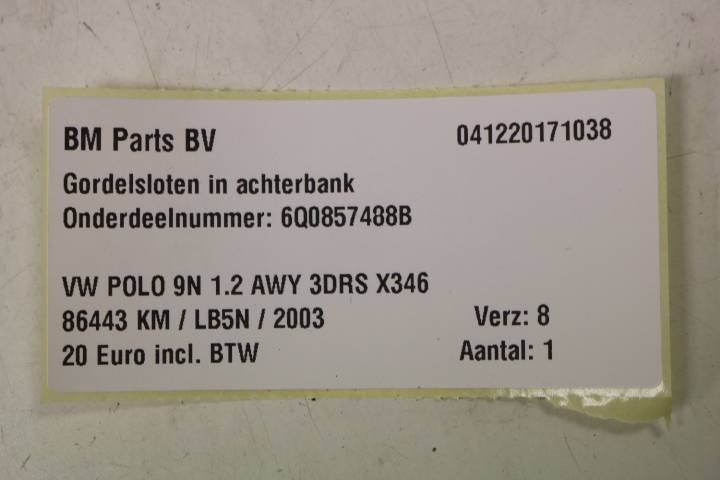 BM Parts BV 041220171038
Gordelsloten in achterbank
Onderdeelnummer: 6Q0857488B
VW POLO 9N 1.2 AWY 3DRS X346
86443 KM / LB5N / 2003 Verz: 8
20 Euro incl. BTW Aantal: 1